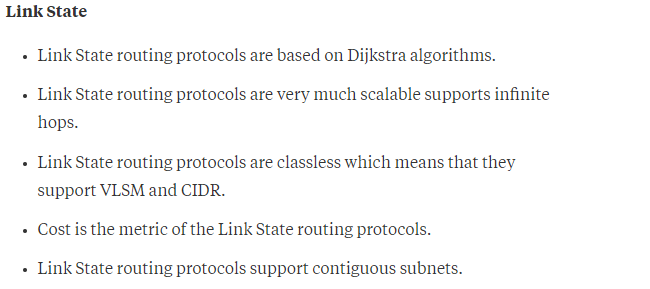 Link State
• Link State routing protocols are based on Dijkstra algorithms.
• Link State routing protocols are very much scalable supports infinite
hops.
• Link State routing protocols are classless which means that they
support VLSM and CIDR.
• Cost is the metric of the Link State routing protocols.
• Link State routing protocols support contiguous subnets.